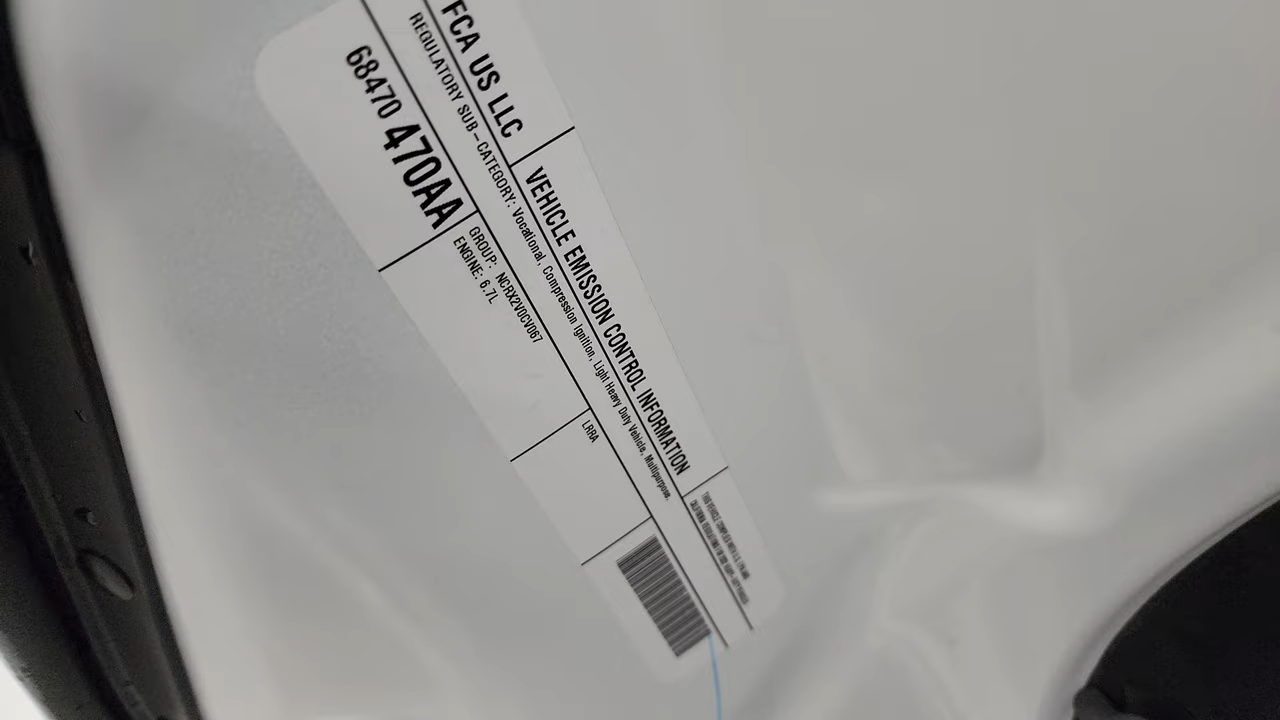 FCA US LLC
VEHICLE EMISSION CONTROL INFORMATION
REGULATORY SUB-CATEGORY: Vocational, Compression Ignition, Light Heavy Duty Vehicle, Multipurpose,
68470 470AA
GROUP: NCRX2VOCV067
ENGINE: 6.7L
LRRA